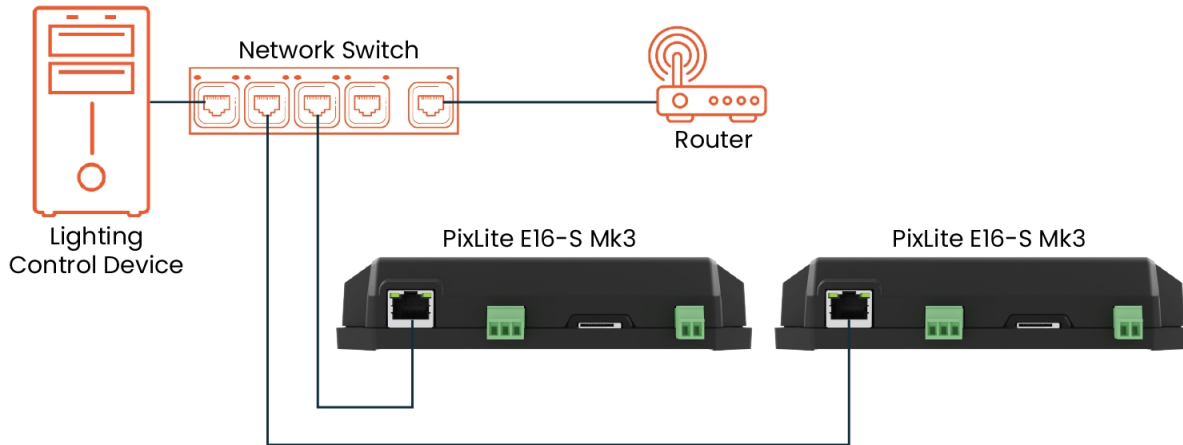 Network Switch
Router
Lighting
Control Device
PixLite E16-S Mk3
PixLite E16-S Mk3